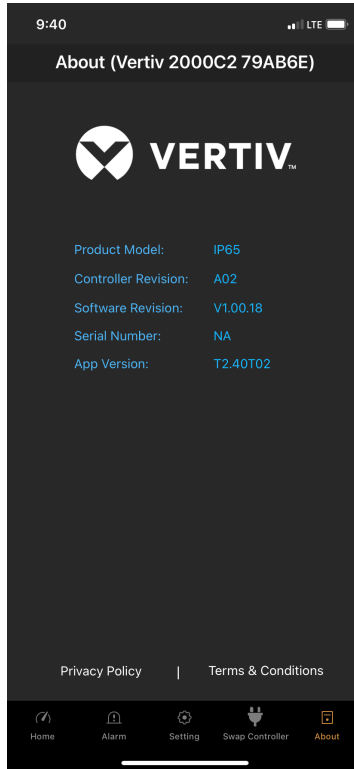 9:40 LTE
About (Vertiv 2000C2 79AB6E)
VERTIV™
Product Model: IP65
Controller Revision: A02
Software Revision: V1.00.18
Serial Number: NA
App Version: T2.40T02
Privacy Policy | Terms & Conditions
Home Alarm Setting Swap Controller About